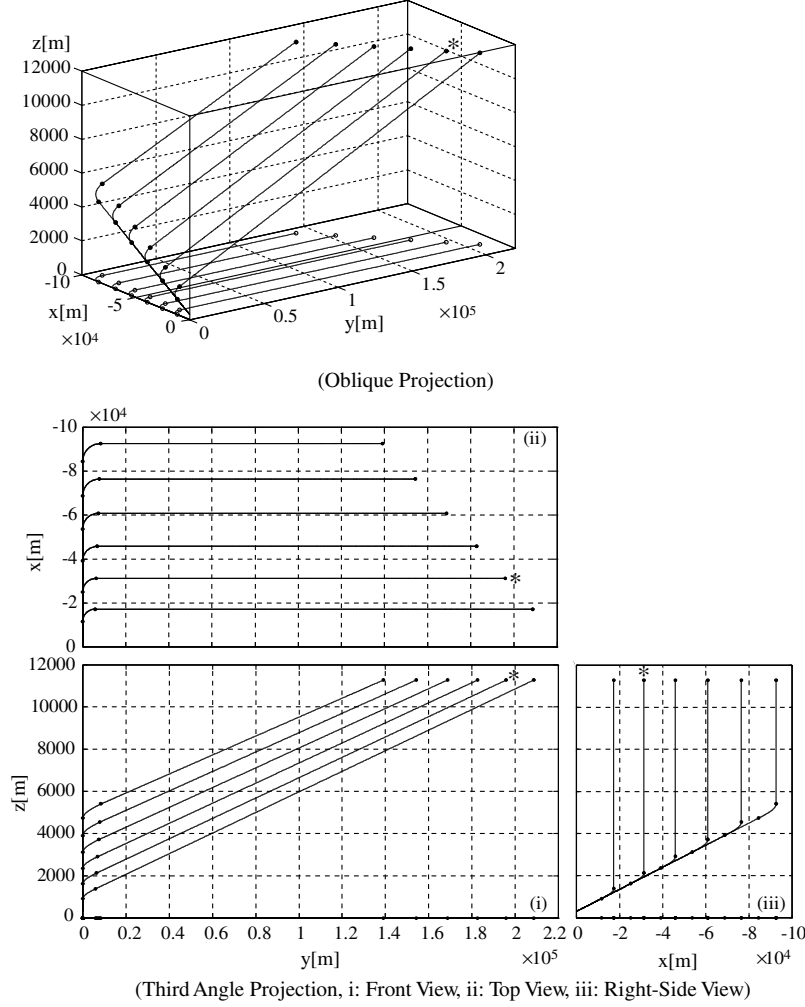 z[m]
12000
10000
8000
6000
4000
2000
0
-10
-5
0
x[m]
×10⁴
0
0.5
1
1.5
2
y[m]
×10⁵
*
(Oblique Projection)
×10⁴
-10
-8
-6
-4
-2
0
x[m]
(ii)
*
12000
10000
8000
6000
4000
2000
0
z[m]
*
(i)
0 0.2 0.4 0.6 0.8 1 1.2 1.4 1.6 1.8 2 2.2
y[m]
×10⁵
*
(iii)
0 -2 -4 -6 -8 -10
x[m]
×10⁴
(Third Angle Projection, i: Front View, ii: Top View, iii: Right-Side View)